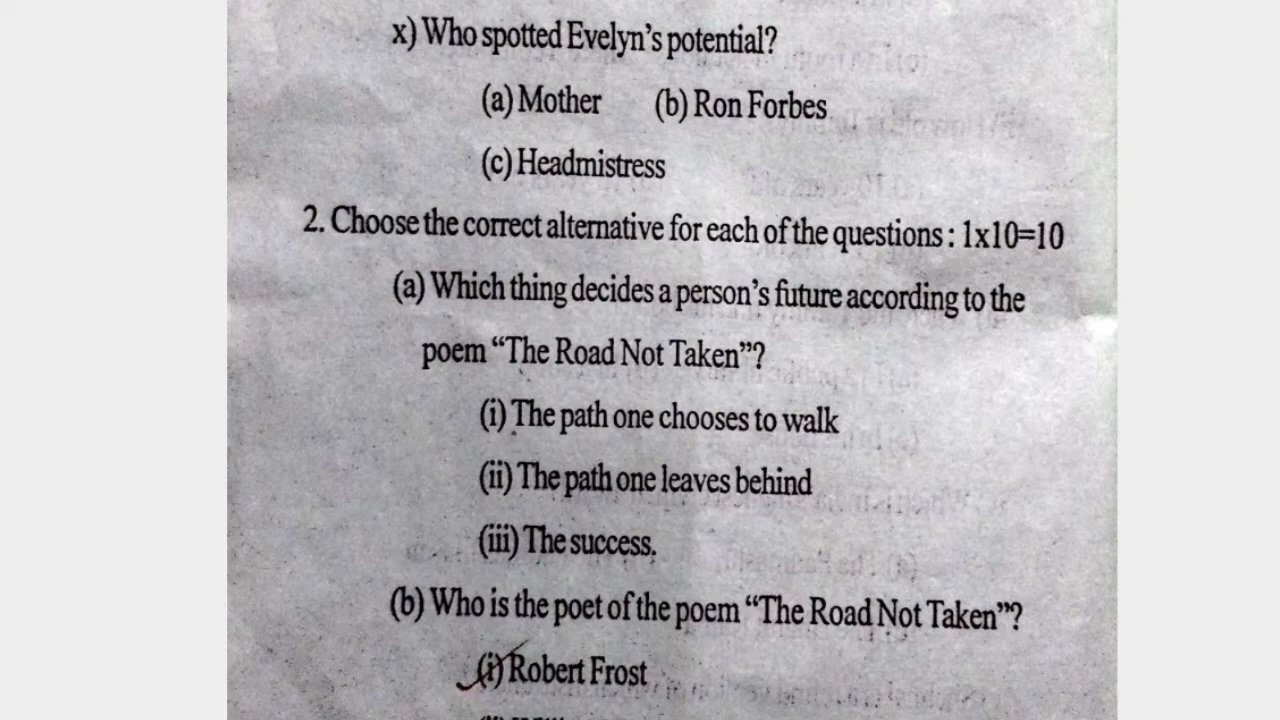 x) Who spotted Evelyn's potential?
(a) Mother (b) Ron Forbes
(c) Headmistress
2. Choose the correct alternative for each of the questions : 1x10=10
(a) Which thing decides a person's future according to the
poem “The Road Not Taken”?
(i) The path one chooses to walk
(ii) The path one leaves behind
(iii) The success.
(b) Who is the poet of the poem “The Road Not Taken”?
(i) Robert Frost